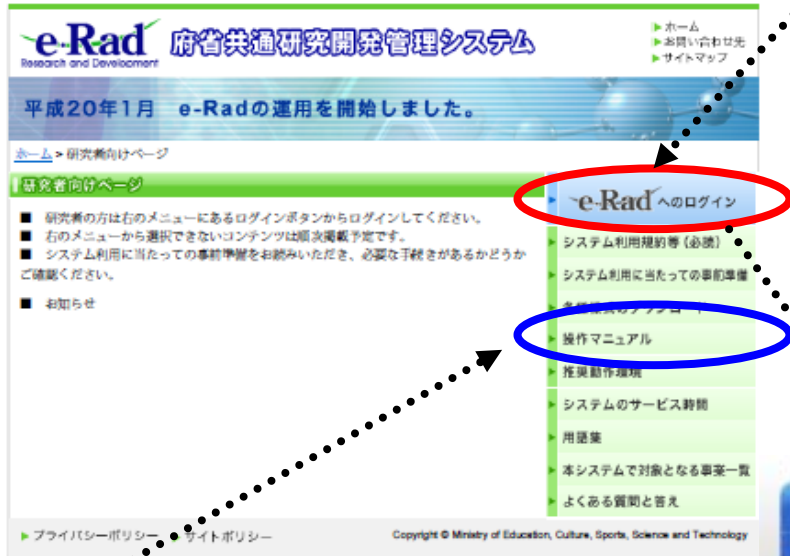 e-Rad 府省共通研究開発管理システム
Research and Development
ホーム
お問い合わせ先
サイトマップ
平成20年1月 e-Radの運用を開始しました。
ホーム > 研究者向けページ
研究者向けページ
■ 研究者の方は右のメニューにあるログインボタンからログインしてください。
■ 右のメニューから選択できないコンテンツは順次掲載予定です。
■ システム利用に当たっての事前準備をお読みいただき、必要な手続きがあるかどうか
ご確認ください。
■ お知らせ
e-Rad へのログイン
システム利用規約等（必読）
システム利用に当たっての事前準備
操作マニュアル
推奨動作環境
システムのサービス時間
用語集
本システムで対象となる事業一覧
よくある質問と答え
プライバシーポリシー サイトポリシー
Copyright © Ministry of Education, Culture, Sports, Science and Technology